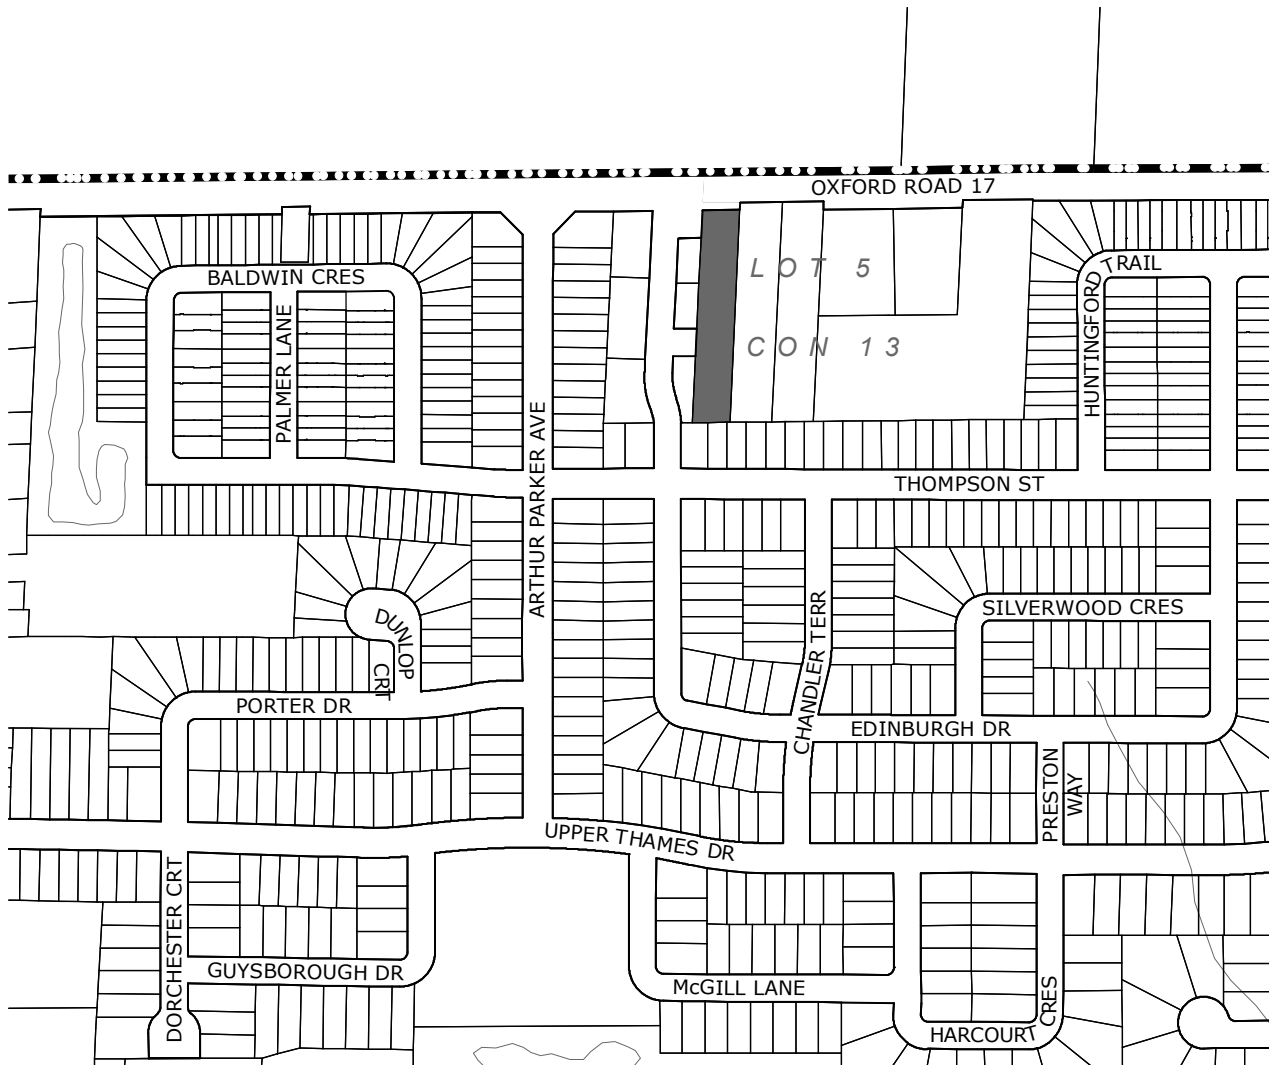 OXFORD ROAD 17
LOT 5
CON 13
BALDWIN CRES
PALMER LANE
HUNTINGFORD TRAIL
ARTHUR PARKER AVE
THOMPSON ST
DUNLOP CRT
CHANDLER TERR
SILVERWOOD CRES
PORTER DR
EDINBURGH DR
PRESTON
WAY
UPPER THAMES DR
DORCHESTER CRT
GUYSBOROUGH DR
McGILL LANE
HARCOURT CRES